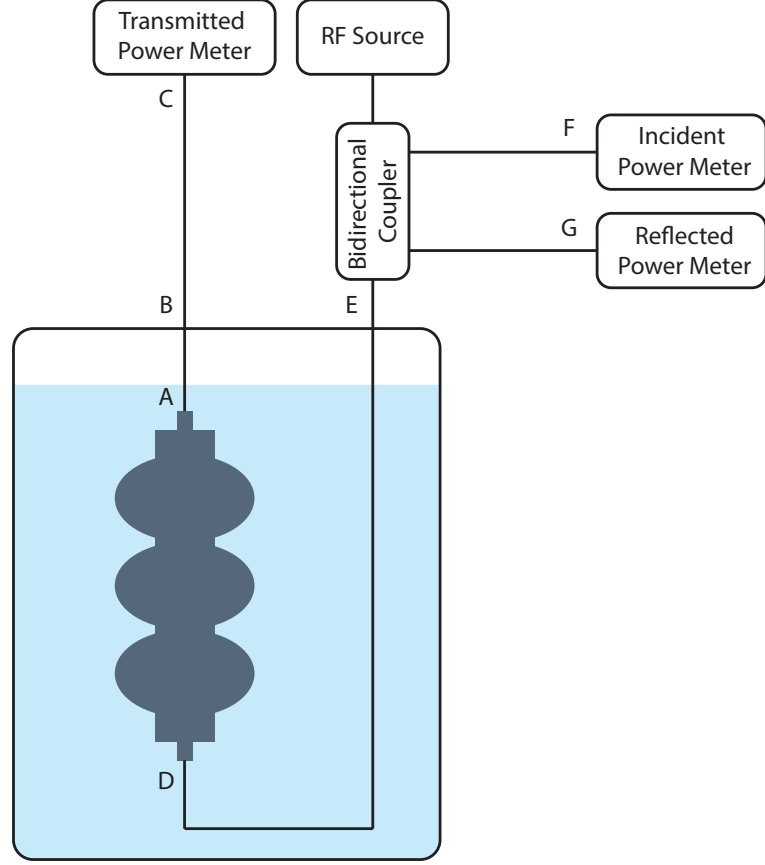 Transmitted
Power Meter
RF Source
C
F
Incident
Power Meter
Bidirectional
Coupler
G
Reflected
Power Meter
B
E
A
D